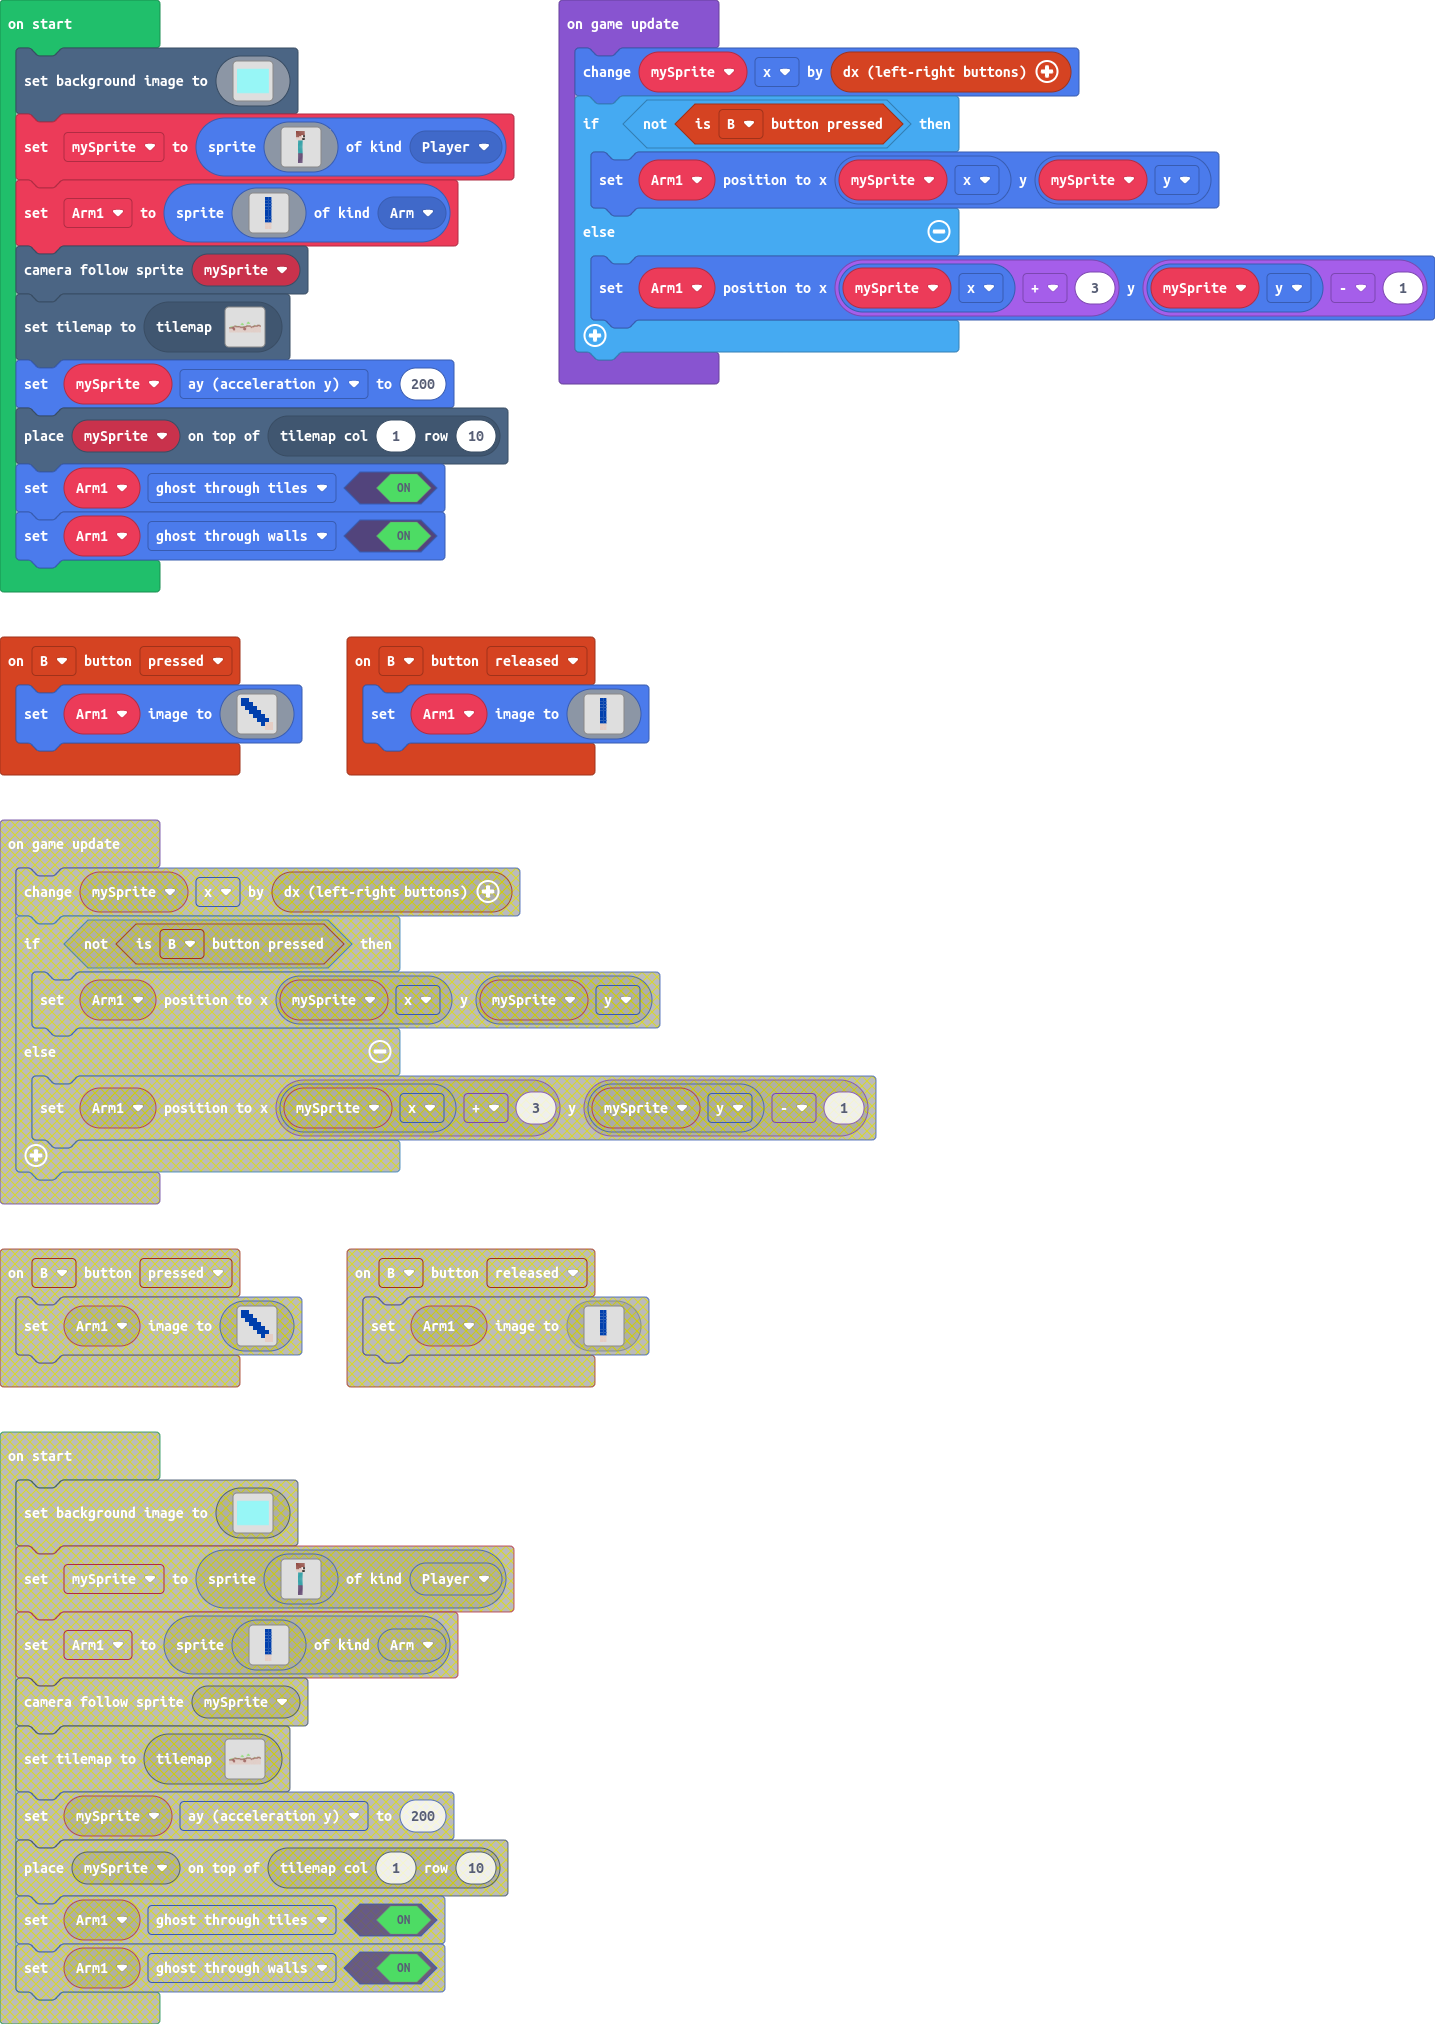 on start
set background image to
set mySprite to sprite of kind Player
set Arm1 to sprite of kind Arm
camera follow sprite mySprite
set tilemap to tilemap
set mySprite ay (acceleration y) to 200
place mySprite on top of tilemap col 1 row 10
set Arm1 ghost through tiles ON
set Arm1 ghost through walls ON
on game update
change mySprite x by dx (left-right buttons)
if not is B button pressed then
set Arm1 position to x mySprite x y mySprite y
else
set Arm1 position to x mySprite x + 3 y mySprite y - 1
on B button pressed
set Arm1 image to
on B button released
set Arm1 image to
on game update
change mySprite x by dx (left-right buttons)
if not is B button pressed then
set Arm1 position to x mySprite x y mySprite y
else
set Arm1 position to x mySprite x + 3 y mySprite y - 1
on B button pressed
set Arm1 image to
on B button released
set Arm1 image to
on start
set background image to
set mySprite to sprite of kind Player
set Arm1 to sprite of kind Arm
camera follow sprite mySprite
set tilemap to tilemap
set mySprite ay (acceleration y) to 200
place mySprite on top of tilemap col 1 row 10
set Arm1 ghost through tiles ON
set Arm1 ghost through walls ON